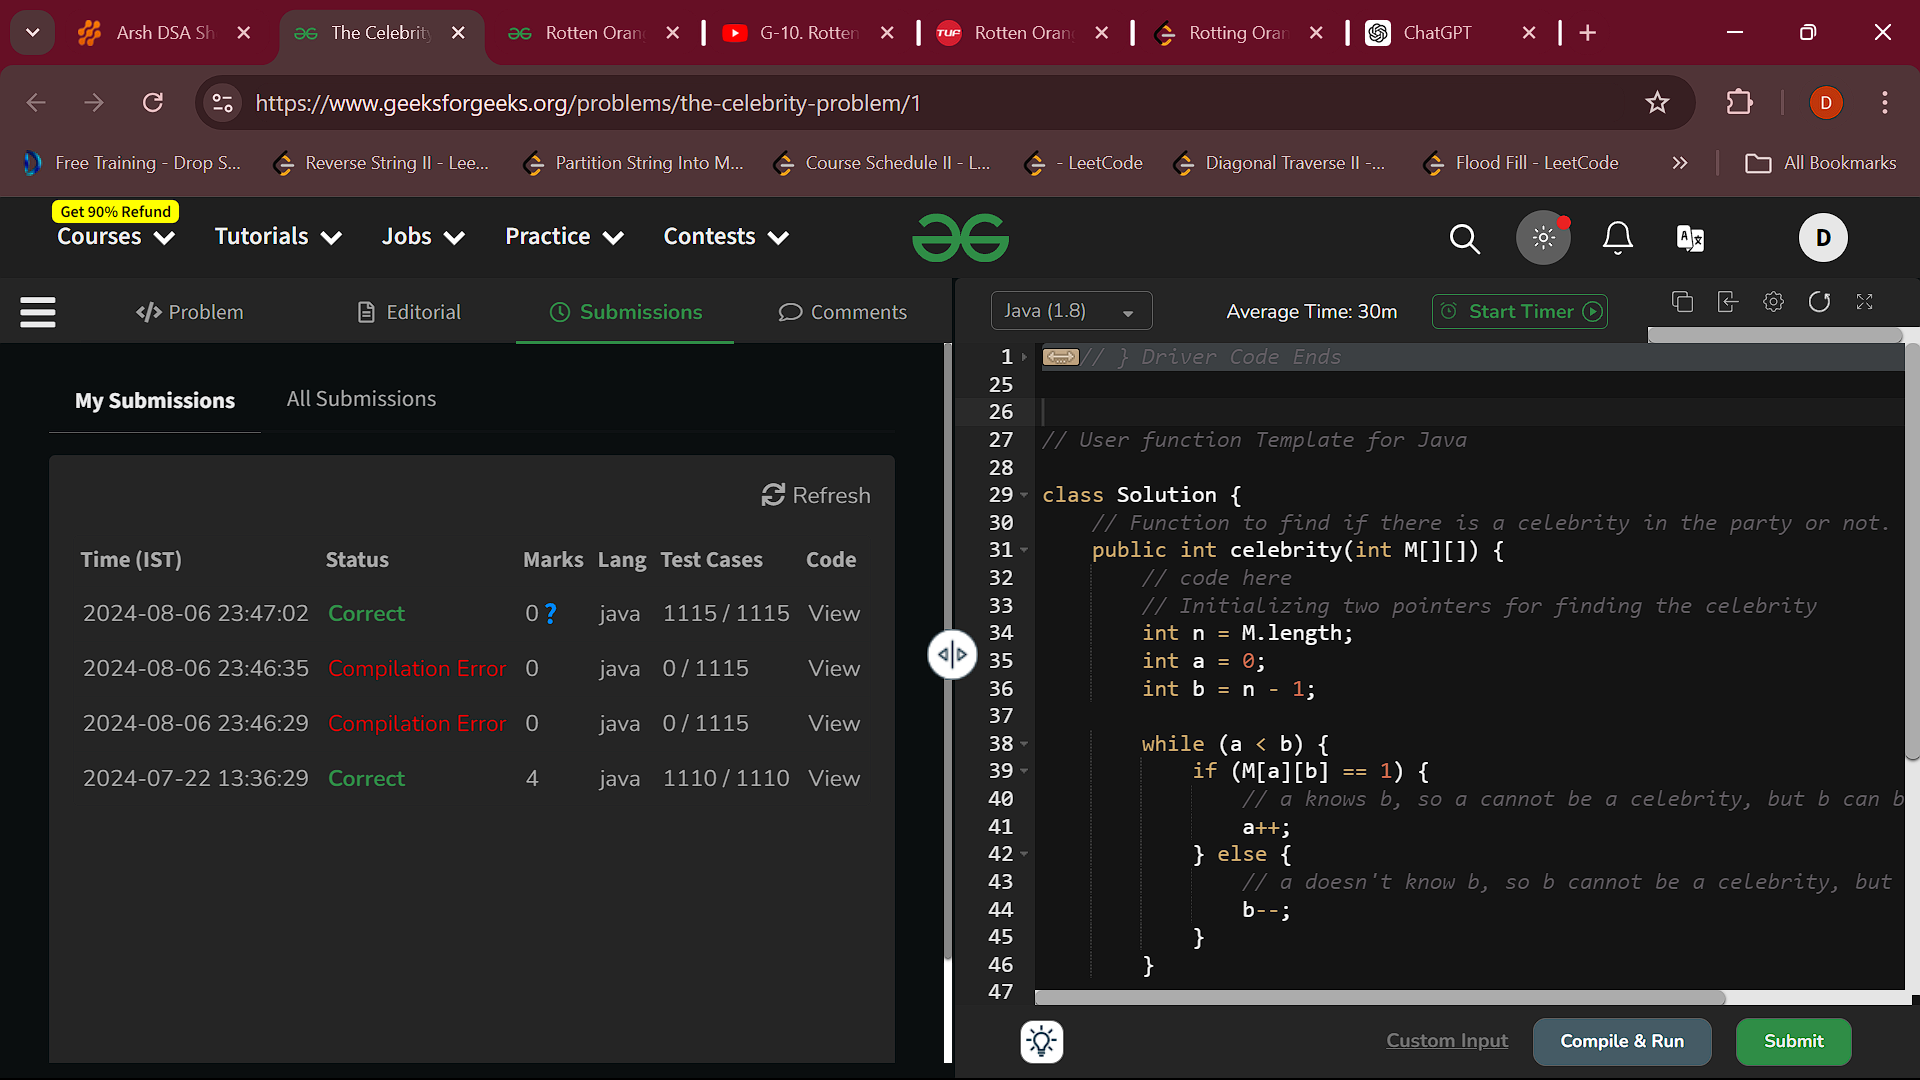 Arsh DSA Sh
The Celebrity
Rotten Oran
G-10. Rotten
TUF
Rotten Oran
Rotting Oran
ChatGPT
https://www.geeksforgeeks.org/problems/the-celebrity-problem/1
D
Free Training - Drop S...
Reverse String II - Lee...
Partition String Into M...
Course Schedule II - L...
- LeetCode
Diagonal Traverse II -...
Flood Fill - LeetCode
All Bookmarks
Get 90% Refund
Courses
Tutorials
Jobs
Practice
Contests
D
</> Problem
Editorial
Submissions
Comments
Java (1.8)
Average Time: 30m
Start Timer
My Submissions
All Submissions
Refresh
Time (IST) Status Marks Lang Test Cases Code
2024-08-06 23:47:02 Correct 0 ? java 1115 / 1115 View
2024-08-06 23:46:35 Compilation Error 0 java 0 / 1115 View
2024-08-06 23:46:29 Compilation Error 0 java 0 / 1115 View
2024-07-22 13:36:29 Correct 4 java 1110 / 1110 View
1 // } Driver Code Ends
25
26
27 // User function Template for Java
28
29 class Solution {
30 // Function to find if there is a celebrity in the party or not.
31 public int celebrity(int M[][]) {
32 // code here
33 // Initializing two pointers for finding the celebrity
34 int n = M.length;
35 int a = 0;
36 int b = n - 1;
37
38 while (a < b) {
39 if (M[a][b] == 1) {
40 // a knows b, so a cannot be a celebrity, but b can b
41 a++;
42 } else {
43 // a doesn't know b, so b cannot be a celebrity, but
44 b--;
45 }
46 }
47
Custom Input
Compile & Run
Submit